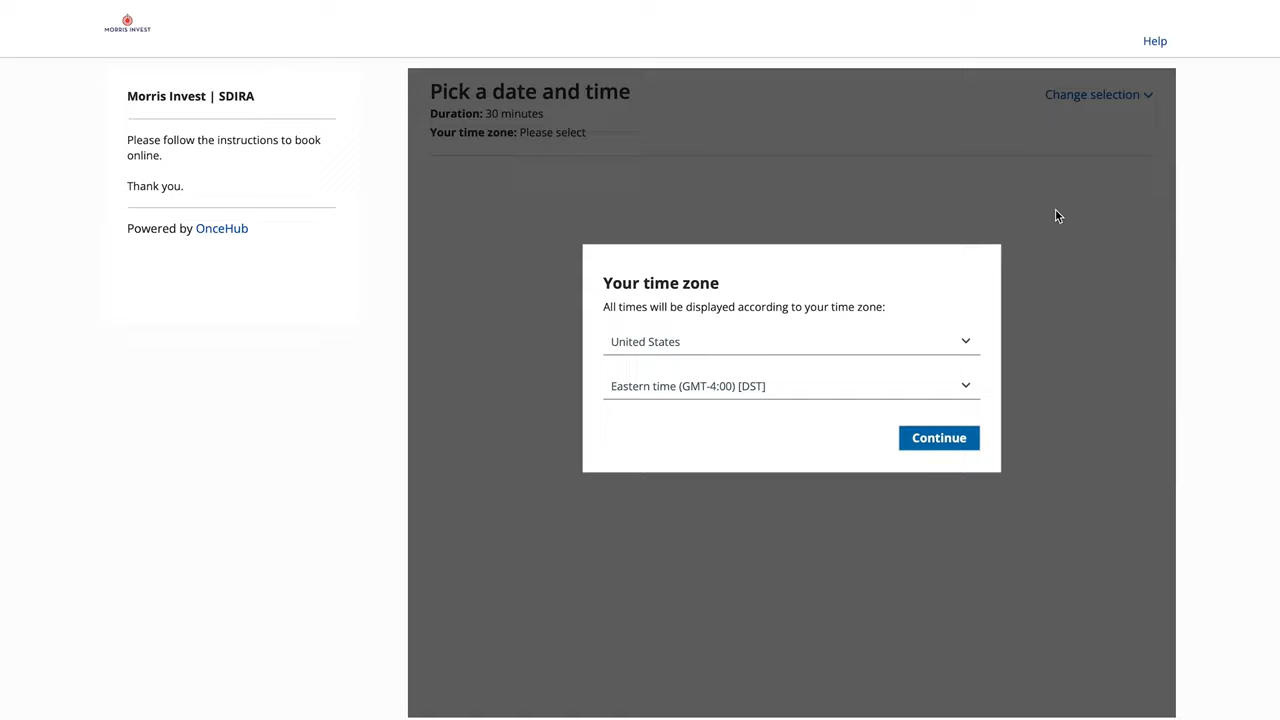 MORRIS INVEST
Help
Morris Invest | SDIRA
Please follow the instructions to book
online.
Thank you.
Powered by OnceHub
Pick a date and time
Change selection
Duration: 30 minutes
Your time zone: Please select
Your time zone
All times will be displayed according to your time zone:
United States
Eastern time (GMT-4:00) [DST]
Continue